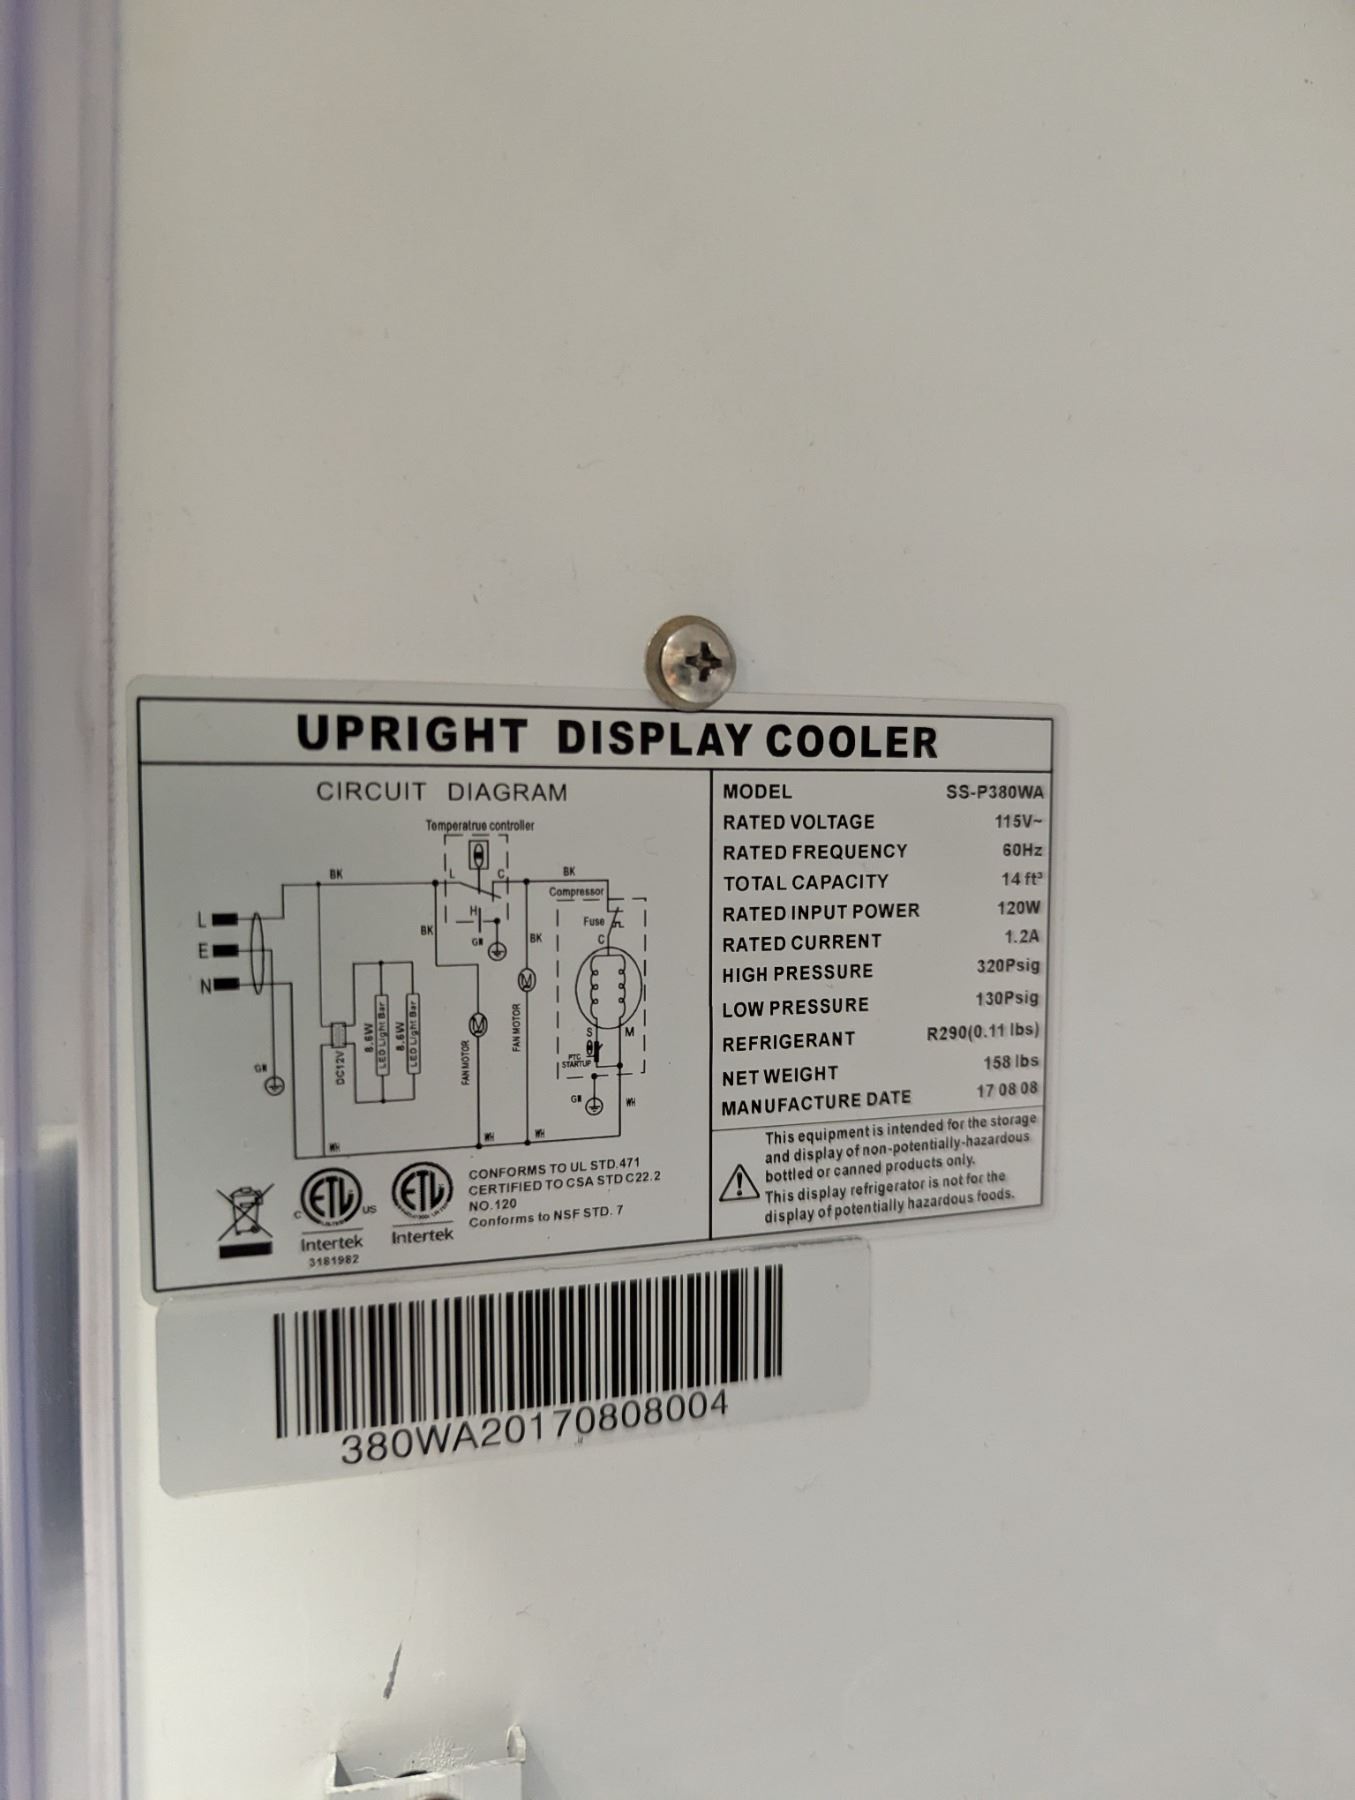 UPRIGHT DISPLAY COOLER
CIRCUIT DIAGRAM
Temperatrue controller
BK
L
C
BK
Compressor
H
Fuse
L
BK
GW
BK
C
E
N
8.6W
LED Light Bar
8.6W
LED Light Bar
DC12V
GW
M
FAN MOTOR
M
FAN MOTOR
S
M
PTC
STARTUP
GW
WH
WH
WH
WH
MODEL SS-P380WA
RATED VOLTAGE 115V~
RATED FREQUENCY 60Hz
TOTAL CAPACITY 14 ft³
RATED INPUT POWER 120W
RATED CURRENT 1.2A
HIGH PRESSURE 320Psig
LOW PRESSURE 130Psig
REFRIGERANT R290(0.11 lbs)
NET WEIGHT 158 lbs
MANUFACTURE DATE 17 08 08
This equipment is intended for the storage
and display of non-potentially-hazardous
bottled or canned products only.
This display refrigerator is not for the
display of potentially hazardous foods.
C ETL US
Intertek
3181982
ETL
Intertek
CONFORMS TO UL STD.471
CERTIFIED TO CSA STD C22.2
NO.120
Conforms to NSF STD. 7
380WA20170808004